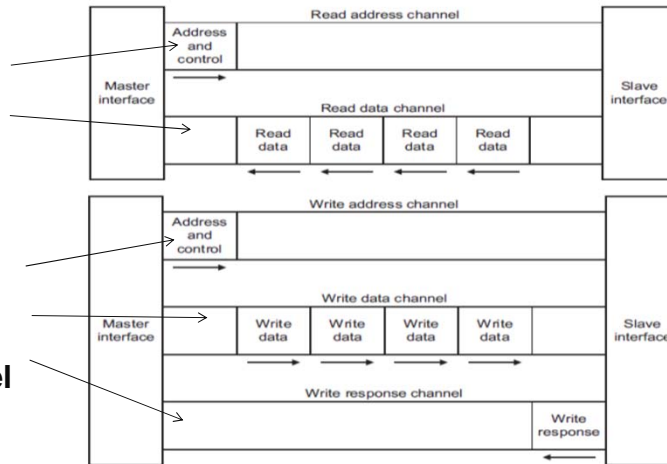 Read address channel
Address
and
control
Master
interface
Slave
interface
Read data channel
Read
data
Read
data
Read
data
Read
data
Write address channel
Address
and
control
Write data channel
Master
interface
Write
data
Write
data
Write
data
Write
data
Slave
interface
el
Write response channel
Write
response